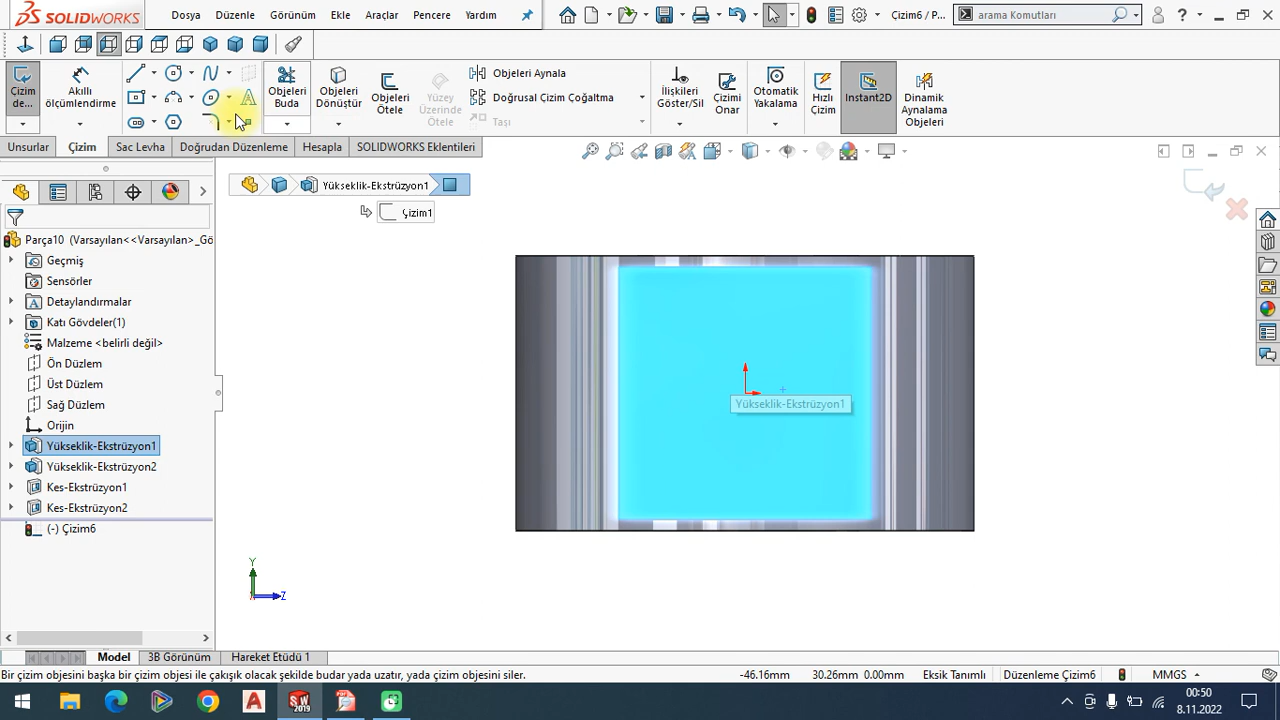 SOLIDWORKS
Dosya Düzenle Görünüm Ekle Araçlar Pencere Yardım
Çizim6 / P...
arama Komutları
Çizim de...
Akıllı ölçümlendirme
Objeleri Buda
Objeleri Dönüştür
Objeleri Ötele
Yüzey Üzerinde Ötele
Objeleri Aynala
Doğrusal Çizim Çoğaltma
Taşı
İlişkileri Göster/Sil
Çizimi Onar
Otomatik Yakalama
Hızlı Çizim
Instant2D
Dinamik Aynalama Objeleri
Unsurlar Çizim Sac Levha Doğrudan Düzenleme Hesapla SOLIDWORKS Eklentileri
Yükseklik-Ekstrüzyon1
Çizim1
Parça10 (Varsayılan<<Varsayılan>_Gö
Geçmiş
Sensörler
Detaylandırmalar
Katı Gövdeler(1)
Malzeme <belirli değil>
Ön Düzlem
Üst Düzlem
Sağ Düzlem
Orijin
Yükseklik-Ekstrüzyon1
Yükseklik-Ekstrüzyon2
Kes-Ekstrüzyon1
Kes-Ekstrüzyon2
(-) Çizim6
Yükseklik-Ekstrüzyon1
Y
Z
Model 3B Görünüm Hareket Etüdü 1
Bir çizim objesini başka bir çizim objesi ile çakışık olacak şekilde budar yada uzatır, yada çizim objesini siler.
-46.16mm 30.26mm 0.00mm Eksik Tanımlı Düzenleme Çizim6 MMGS
SW 2019
00:50
8.11.2022